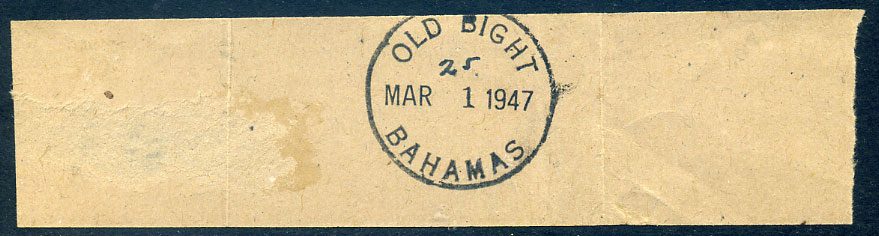 OLD BIGHT
25.
MAR 1 1947
BAHAMAS